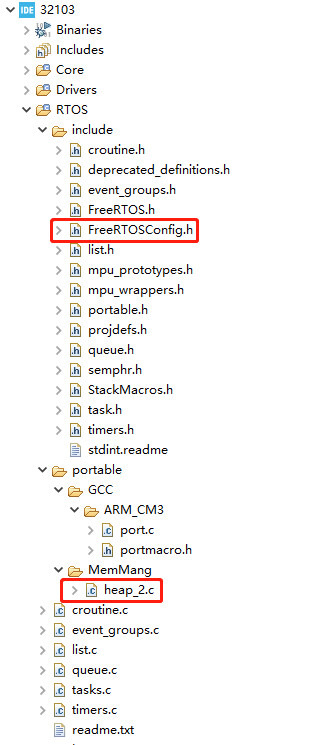 IDE 32103
Binaries
Includes
Core
Drivers
RTOS
include
croutine.h
deprecated_definitions.h
event_groups.h
FreeRTOS.h
FreeRTOSConfig.h
list.h
mpu_prototypes.h
mpu_wrappers.h
portable.h
projdefs.h
queue.h
semphr.h
StackMacros.h
task.h
timers.h
stdint.readme
portable
GCC
ARM_CM3
port.c
portmacro.h
MemMang
heap_2.c
croutine.c
event_groups.c
list.c
queue.c
tasks.c
timers.c
readme.txt